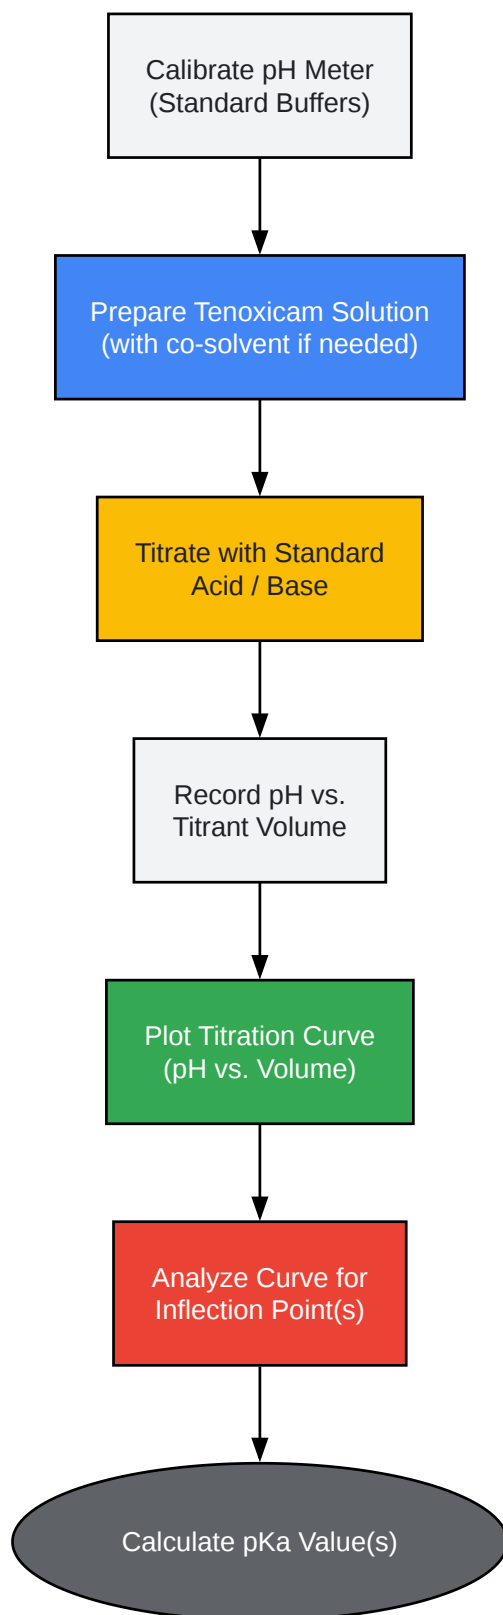 Calibrate pH Meter
(Standard Buffers)
Prepare Tenoxicam Solution
(with co-solvent if needed)
Titrate with Standard
Acid / Base
Record pH vs.
Titrant Volume
Plot Titration Curve
(pH vs. Volume)
Analyze Curve for
Inflection Point(s)
Calculate pKa Value(s)